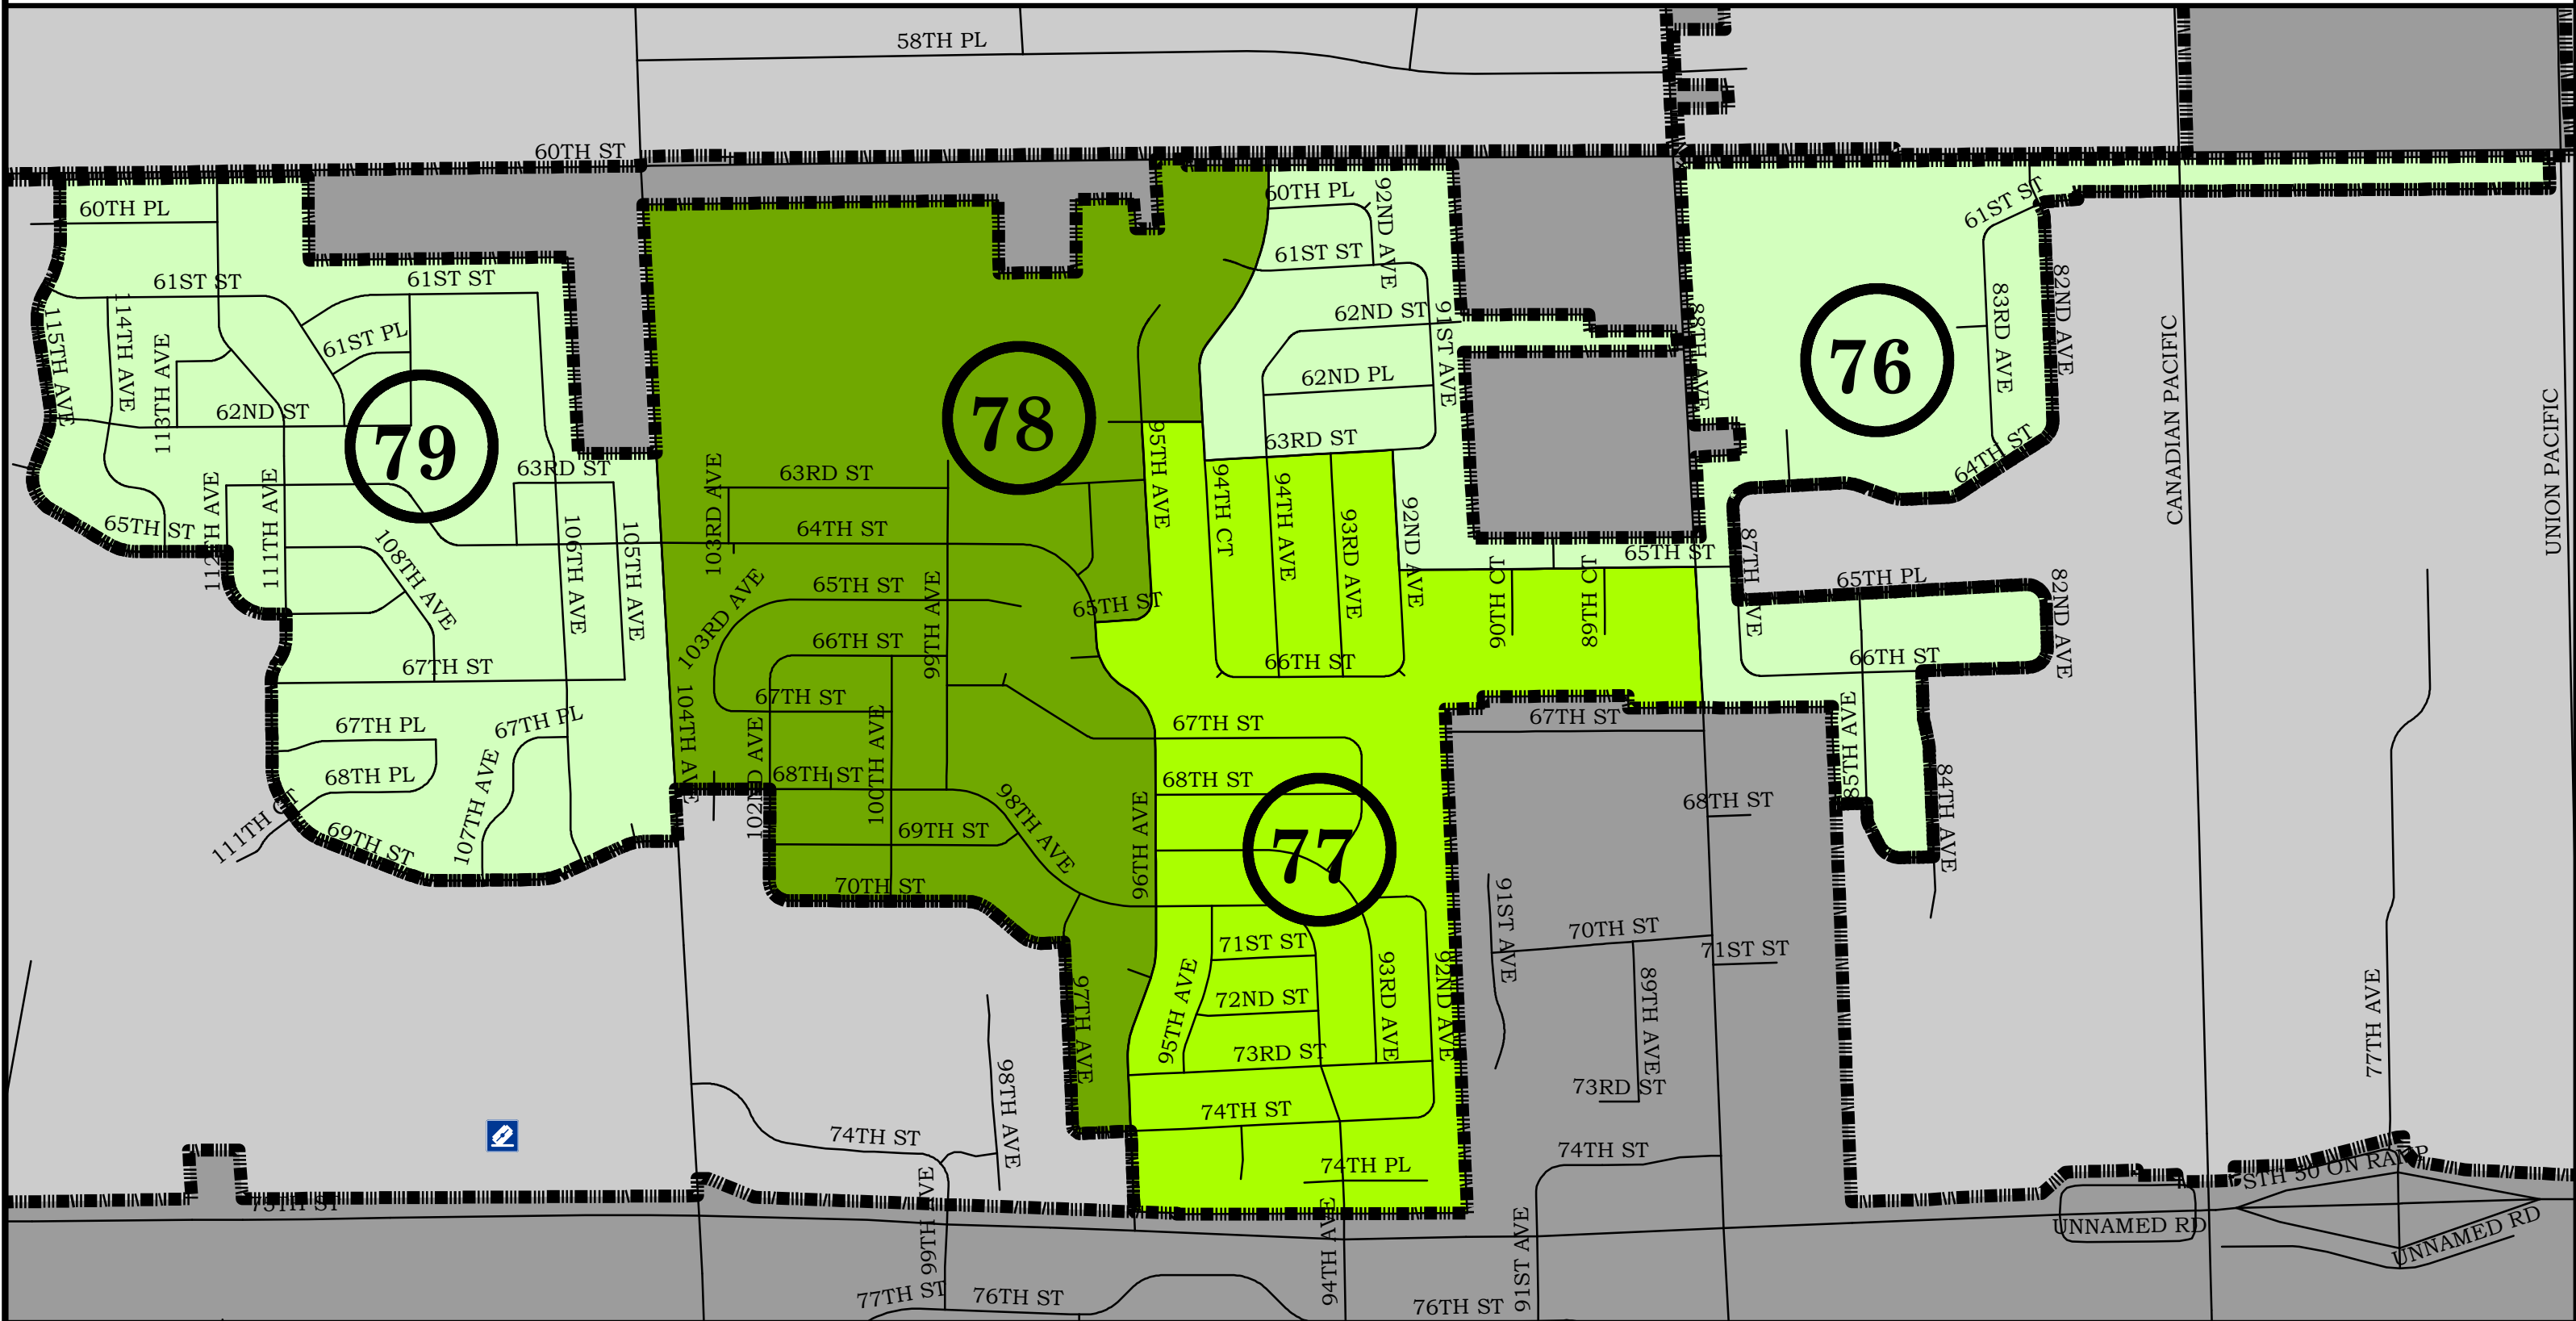 58TH PL
60TH ST
60TH PL
60TH PL
92ND AVE
61ST ST
61ST ST
61ST ST
61ST ST
61ST PL
62ND ST
62ND ST
62ND PL
63RD ST
91ST AVE
88TH AVE
83RD AVE
82ND AVE
64TH ST
CANADIAN PACIFIC
UNION PACIFIC
115TH AVE
114TH AVE
113TH AVE
79
78
76
63RD ST
63RD ST
103RD AVE
64TH ST
95TH AVE
94TH CT
94TH AVE
93RD AVE
92ND AVE
65TH ST
112TH AVE
111TH AVE
108TH AVE
106TH AVE
105TH AVE
103RD AVE
65TH ST
65TH ST
99TH AVE
90TH CT
89TH CT
65TH ST
87TH AVE
65TH PL
82ND AVE
66TH ST
66TH ST
66TH ST
67TH ST
67TH ST
104TH AVE
67TH PL
67TH PL
67TH ST
67TH ST
68TH PL
107TH AVE
102ND AVE
68TH ST
100TH AVE
98TH AVE
68TH ST
96TH AVE
77
68TH ST
85TH AVE
84TH AVE
111TH CT
69TH ST
69TH ST
70TH ST
91ST AVE
70TH ST
71ST ST
71ST ST
95TH AVE
72ND ST
93RD AVE
92ND AVE
89TH AVE
97TH AVE
98TH AVE
73RD ST
73RD ST
77TH AVE
74TH ST
74TH ST
74TH ST
74TH PL
75TH ST
99TH AVE
94TH AVE
91ST AVE
STH 50 ON RAMP
UNNAMED RD
UNNAMED RD
77TH ST
76TH ST
76TH ST